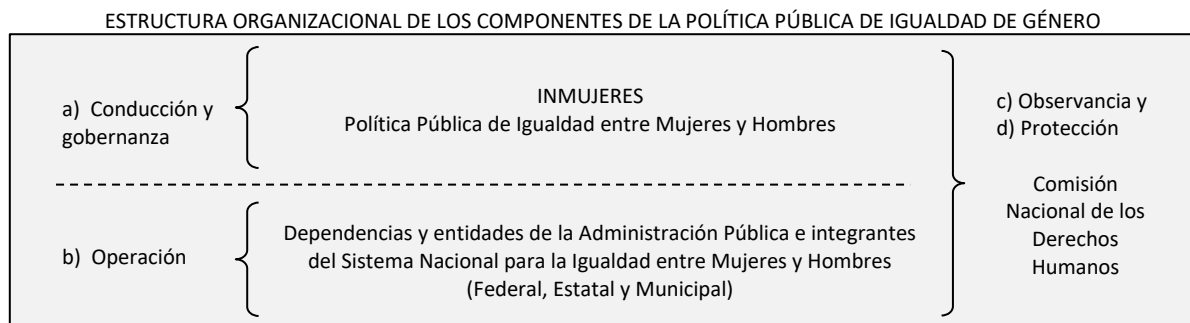 ESTRUCTURA ORGANIZACIONAL DE LOS COMPONENTES DE LA POLÍTICA PÚBLICA DE IGUALDAD DE GÉNERO
a) Conducción y
gobernanza
INMUJERES
Política Pública de Igualdad entre Mujeres y Hombres
b) Operación
Dependencias y entidades de la Administración Pública e integrantes
del Sistema Nacional para la Igualdad entre Mujeres y Hombres
(Federal, Estatal y Municipal)
c) Observancia y
d) Protección
Comisión
Nacional de los
Derechos
Humanos